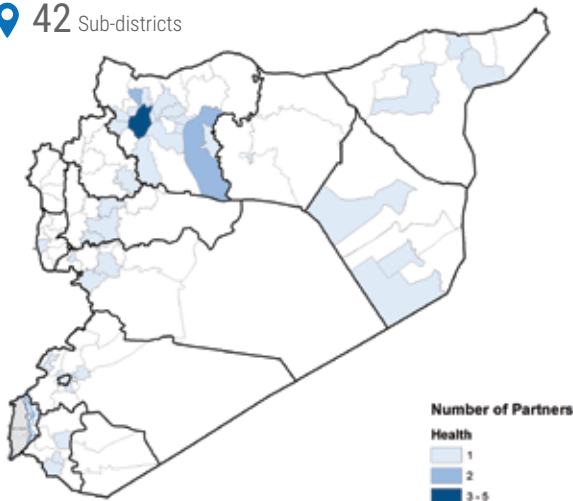 42 Sub-districts
Number of Partners
Health
1
2
3 - 5